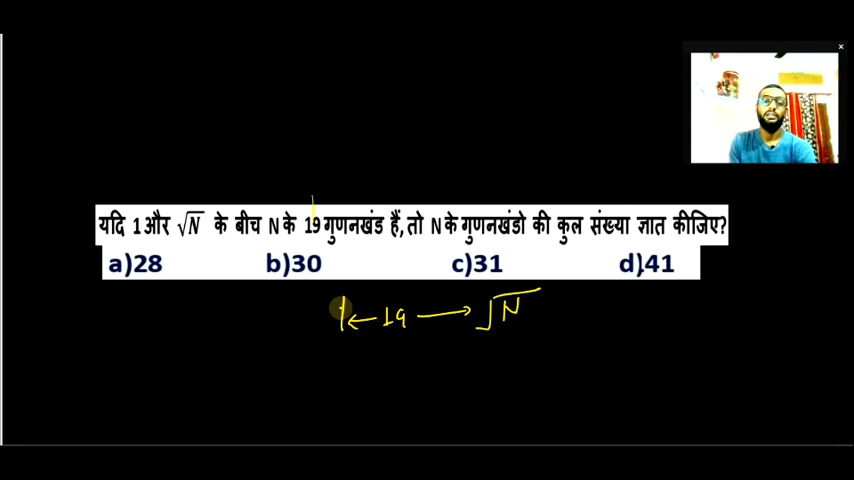 यदि 1 और √N के बीच N के 19 गुणनखंड हैं, तो N के गुणनखंडो की कुल संख्या ज्ञात कीजिए?
a)28 b)30 c)31 d)41
1 ← 19 → √N